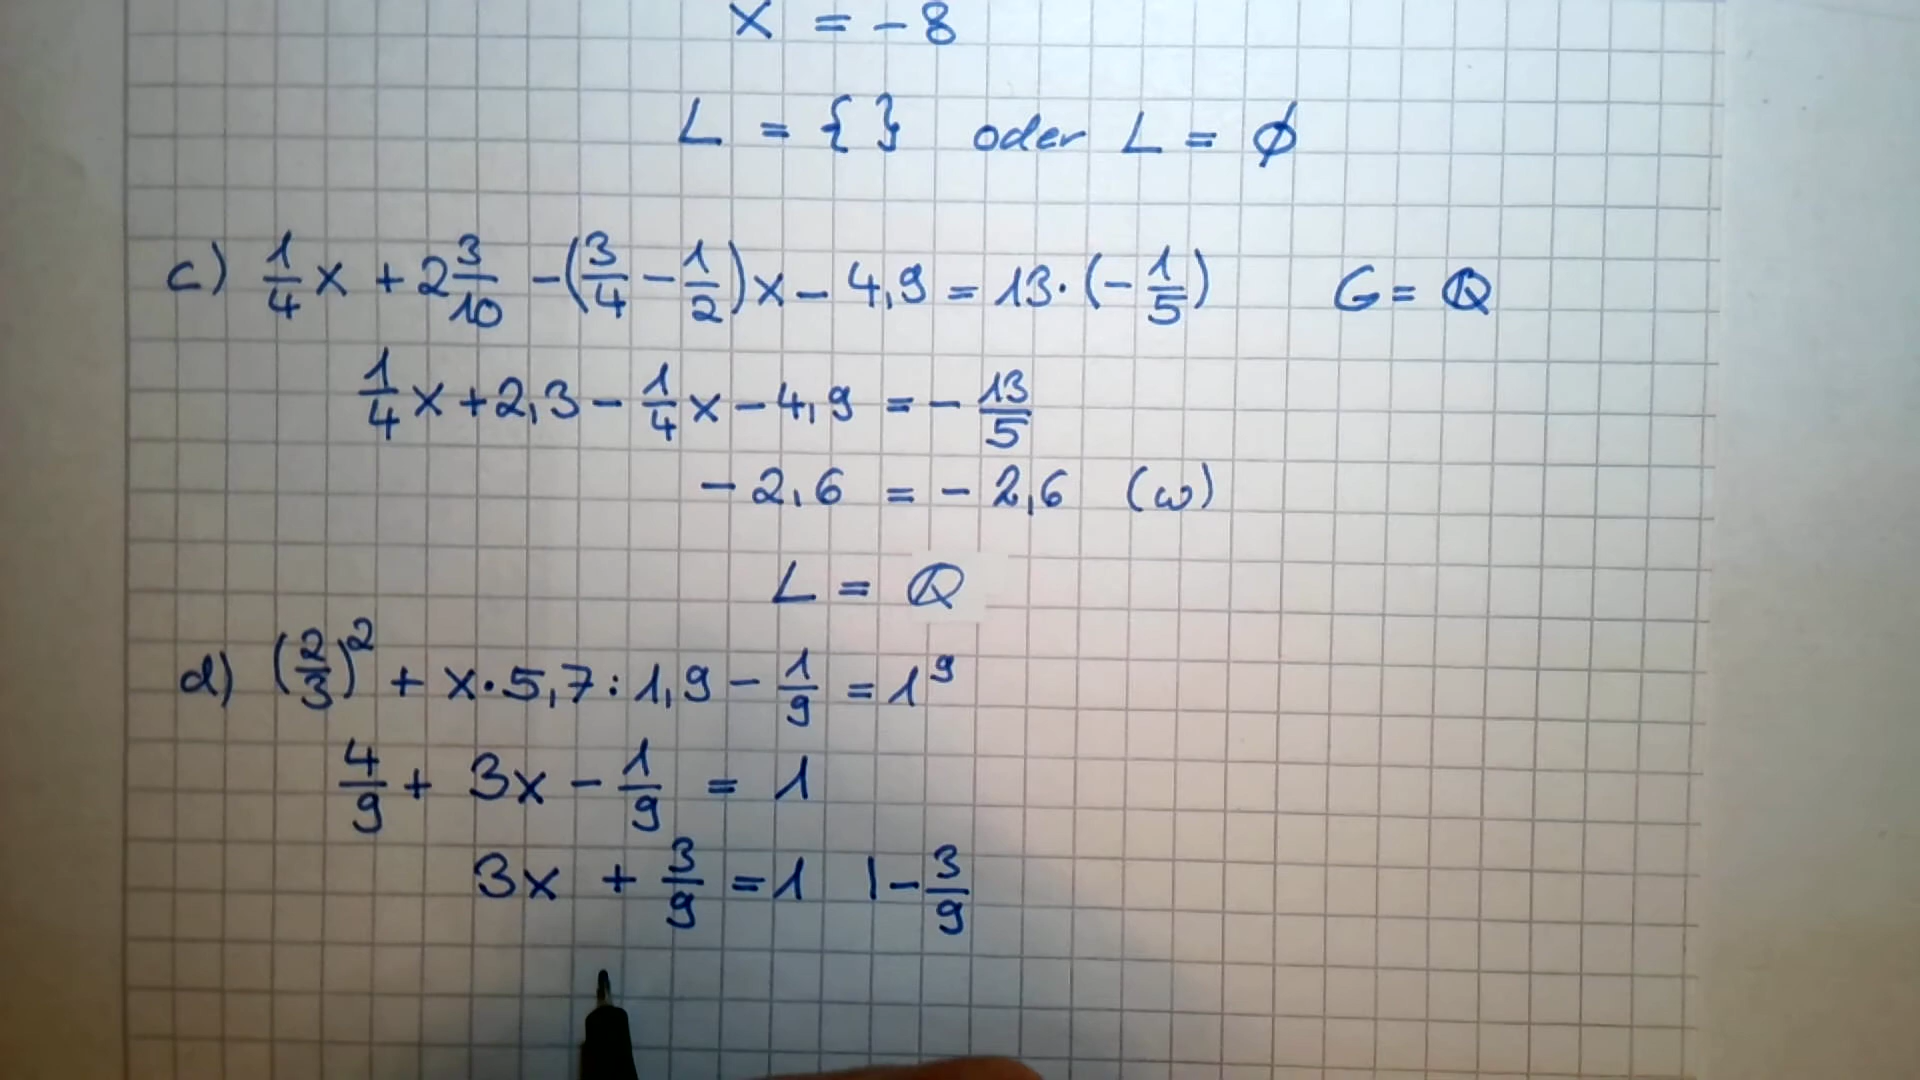 x = -8
L = { } oder L = ∅
c) 1/4 x + 2 3/10 - (3/4 - 1/2)x - 4,9 = 13·(-1/5) G = ℚ
1/4 x + 2,3 - 1/4 x - 4,9 = - 13/5
-2,6 = -2,6 (w)
L = ℚ
d) (2/3)² + x·5,7:1,9 - 1/9 = 1⁹
4/9 + 3x - 1/9 = 1
3x + 3/9 = 1 | - 3/9